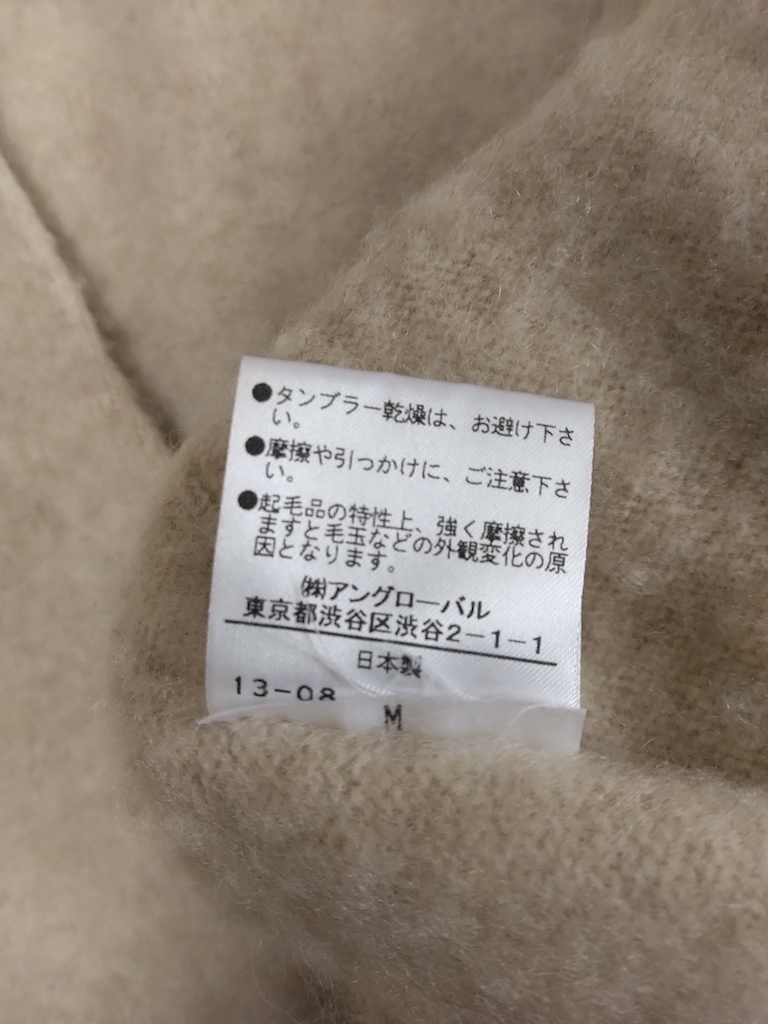 ●タンブラー乾燥は、お避け下さ
い。
●摩擦や引っかけに、ご注意下さ
い。
●起毛品の特性上、強く摩擦され
ますと毛玉などの外観変化の原
因となります。
㈱アングローバル
東京都渋谷区渋谷2-1-1
日本製
13-08
M